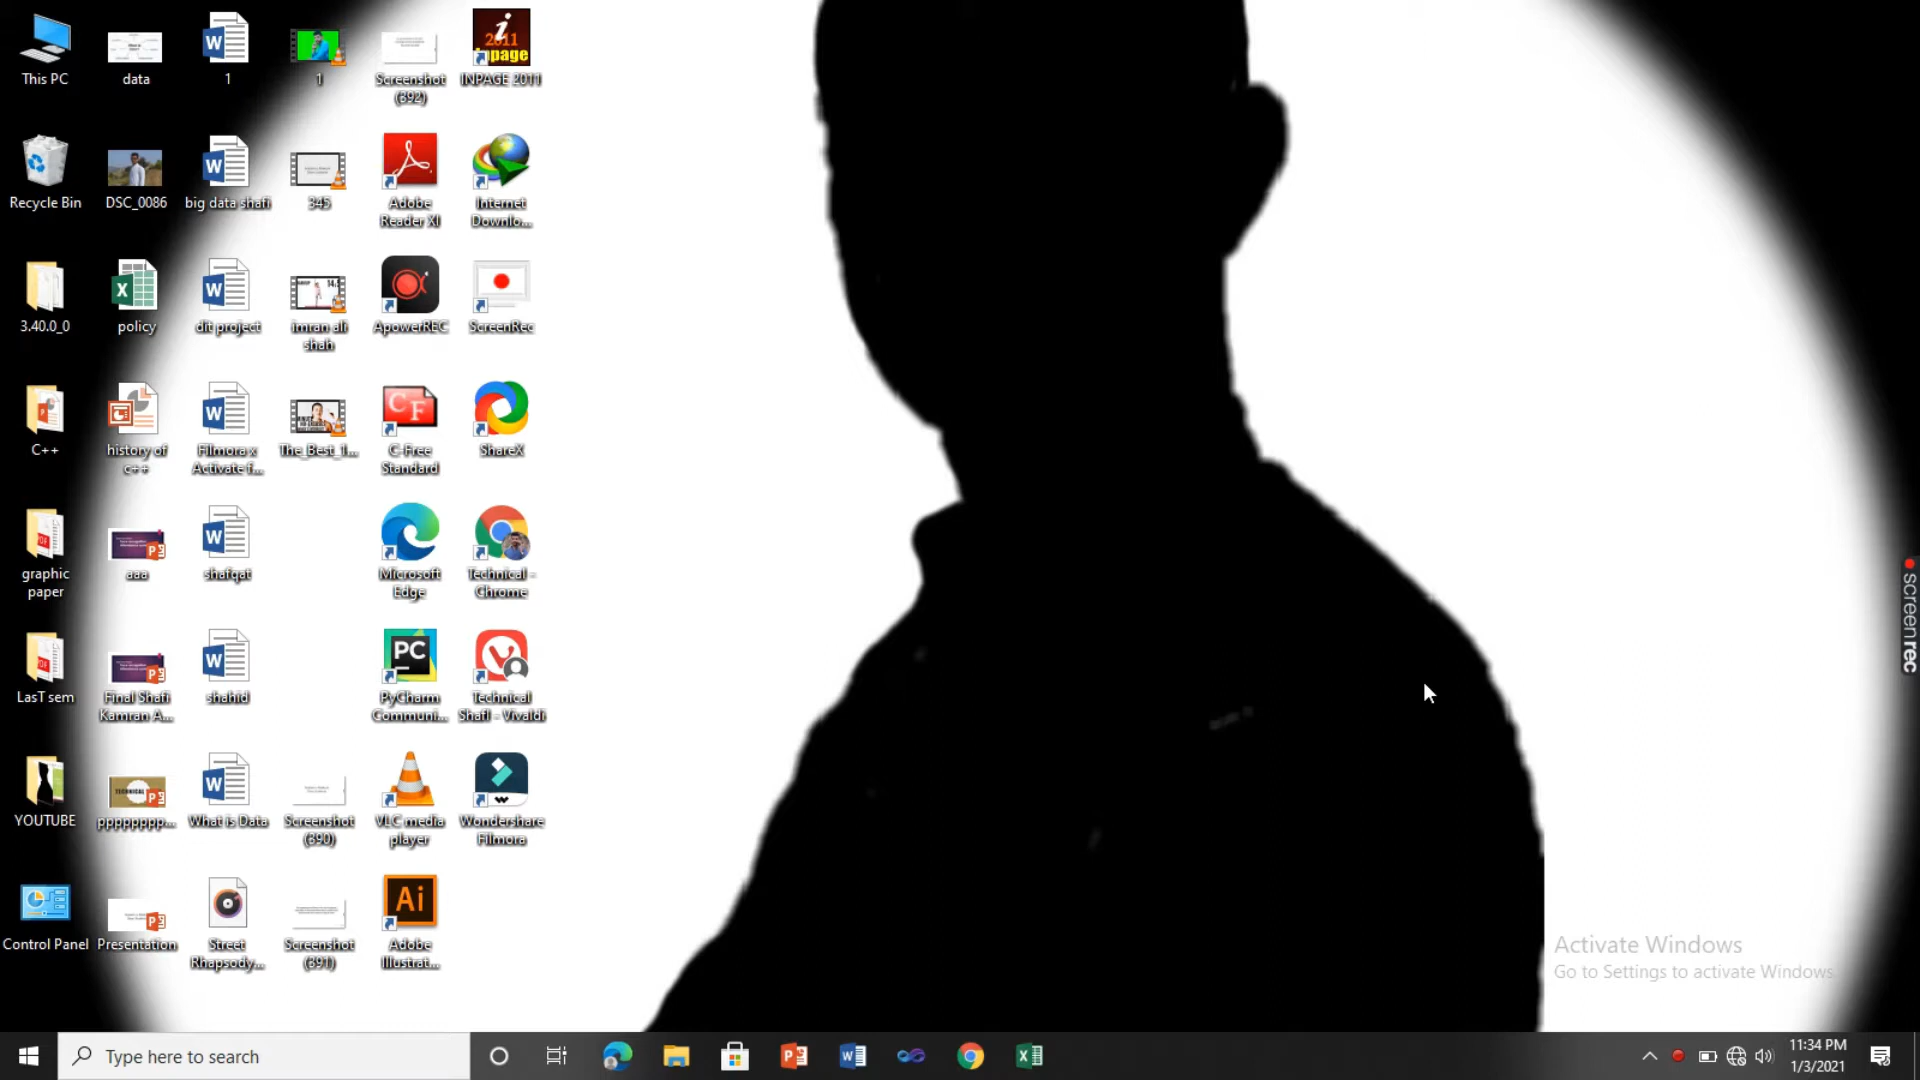 This PC
data
1
1
Screenshot
(392)
INPAGE 2011
Recycle Bin
DSC_0086
big data shafi
345
Adobe
Reader XI
Internet
Downlo...
3.40.0_0
policy
dit project
imran ali
shah
ApowerREC
ScreenRec
C++
history of
c++
Filmora x
Activate f...
The_Best_1...
C-Free
Standard
ShareX
graphic
paper
aaa
shafqat
Microsoft
Edge
Technical -
Chrome
LasT sem
Final Shafi
Kamran A...
shahid
PyCharm
Communi...
Technical
Shafi - Vivaldi
YOUTUBE
pppppppp...
What is Data
Screenshot
(390)
VLC media
player
Wondershare
Filmora
Control Panel
Presentation
Street
Rhapsody...
Screenshot
(391)
Adobe
Illustrat...
screenrec
Activate Windows
Go to Settings to activate Windows.
Type here to search
11:34 PM
1/3/2021